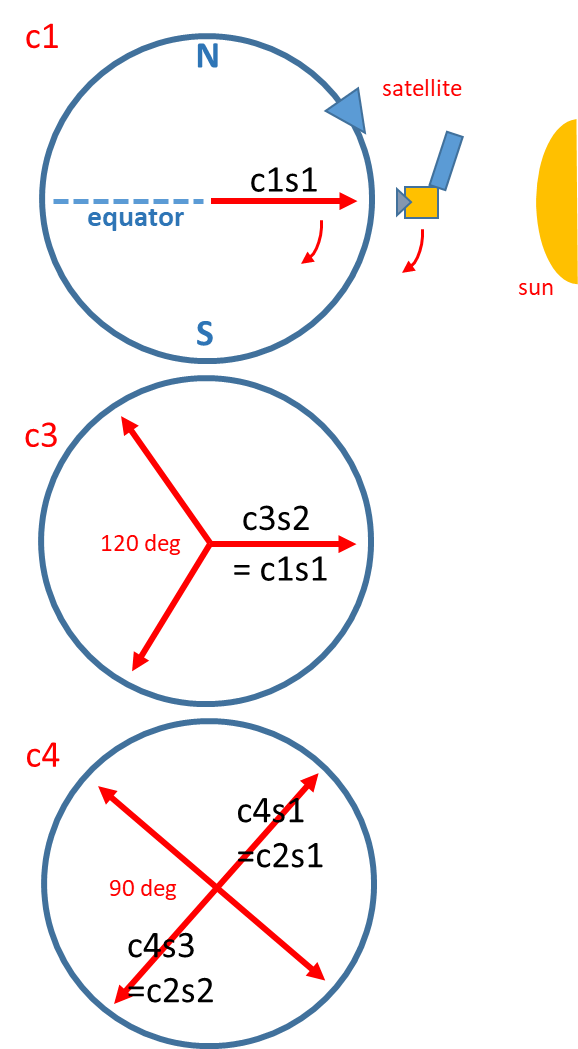 c1
N
satellite
c1s1
equator
sun
S
c3
c3s2
120 deg
= c1s1
c4
c4s1
=c2s1
90 deg
c4s3
=c2s2